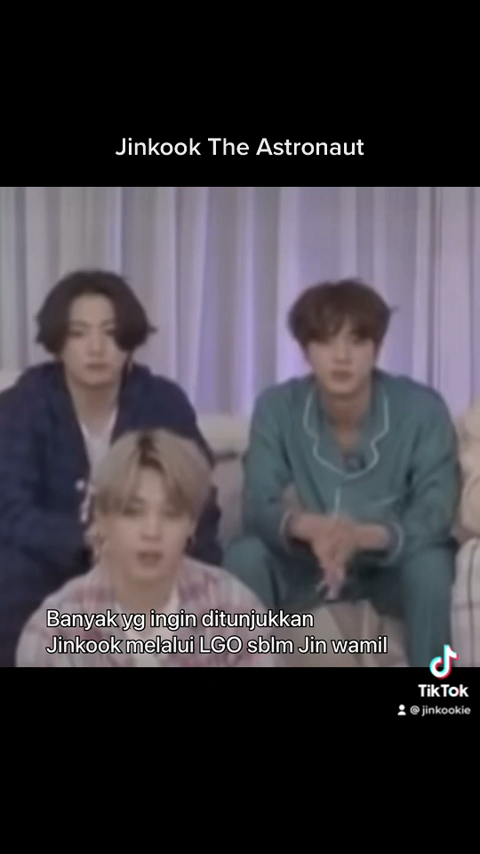 Jinkook The Astronaut
Banyak yg ingin ditunjukkan
Jinkook melalui LGO sblm Jin wamil
TikTok
@ jinkookie